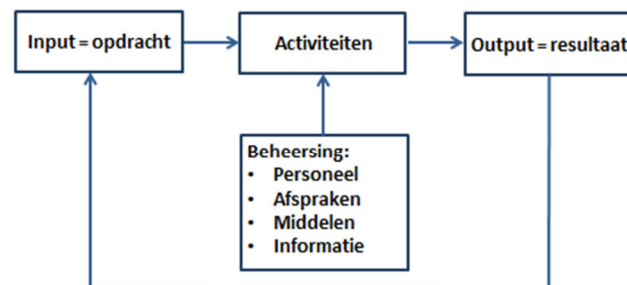 Input = opdracht
Activiteiten
Output = resultaat
Beheersing:
• Personeel
• Afspraken
• Middelen
• Informatie